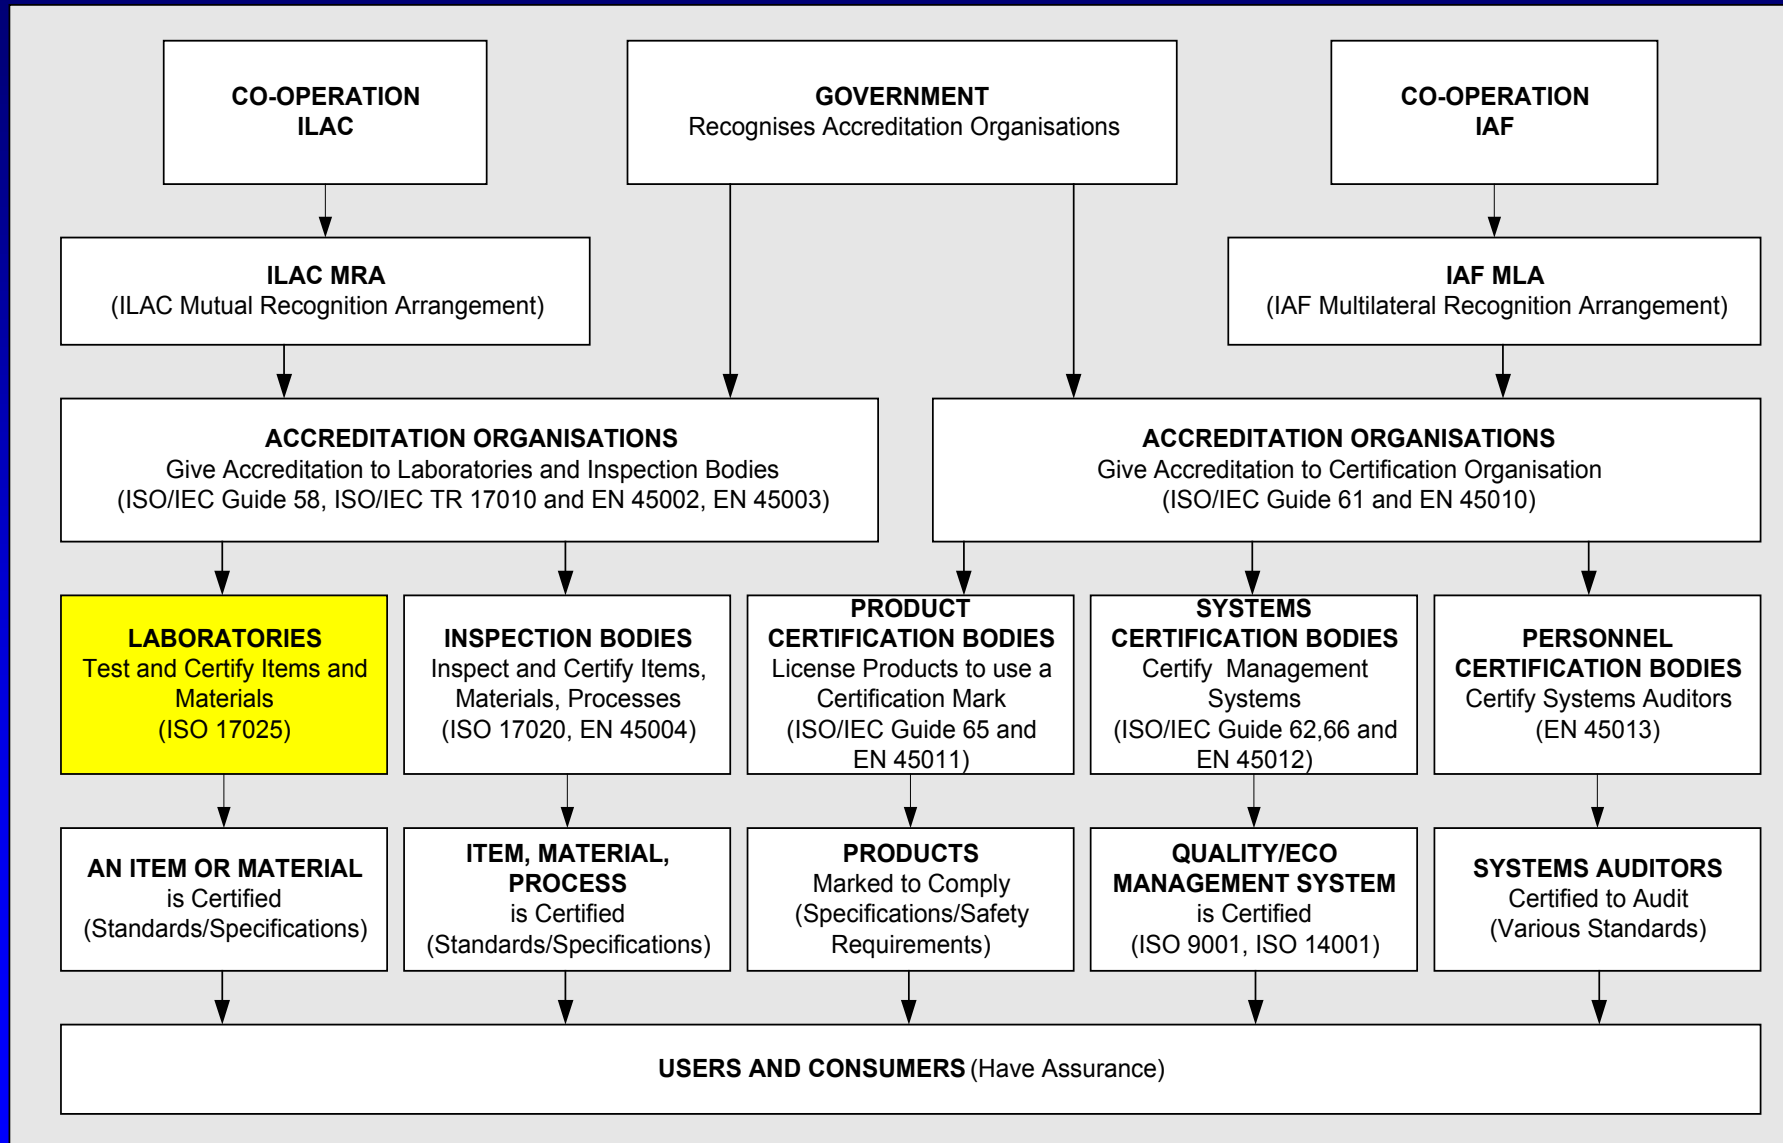 CO-OPERATION
ILAC
GOVERNMENT
Recognises Accreditation Organisations
CO-OPERATION
IAF
ILAC MRA
(ILAC Mutual Recognition Arrangement)
IAF MLA
(IAF Multilateral Recognition Arrangement)
ACCREDITATION ORGANISATIONS
Give Accreditation to Laboratories and Inspection Bodies
(ISO/IEC Guide 58, ISO/IEC TR 17010 and EN 45002, EN 45003)
ACCREDITATION ORGANISATIONS
Give Accreditation to Certification Organisation
(ISO/IEC Guide 61 and EN 45010)
LABORATORIES
Test and Certify Items and
Materials
(ISO 17025)
INSPECTION BODIES
Inspect and Certify Items,
Materials, Processes
(ISO 17020, EN 45004)
PRODUCT
CERTIFICATION BODIES
License Products to use a
Certification Mark
(ISO/IEC Guide 65 and
EN 45011)
SYSTEMS
CERTIFICATION BODIES
Certify Management
Systems
(ISO/IEC Guide 62,66 and
EN 45012)
PERSONNEL
CERTIFICATION BODIES
Certify Systems Auditors
(EN 45013)
AN ITEM OR MATERIAL
is Certified
(Standards/Specifications)
ITEM, MATERIAL,
PROCESS
is Certified
(Standards/Specifications)
PRODUCTS
Marked to Comply
(Specifications/Safety
Requirements)
QUALITY/ECO
MANAGEMENT SYSTEM
is Certified
(ISO 9001, ISO 14001)
SYSTEMS AUDITORS
Certified to Audit
(Various Standards)
USERS AND CONSUMERS (Have Assurance)